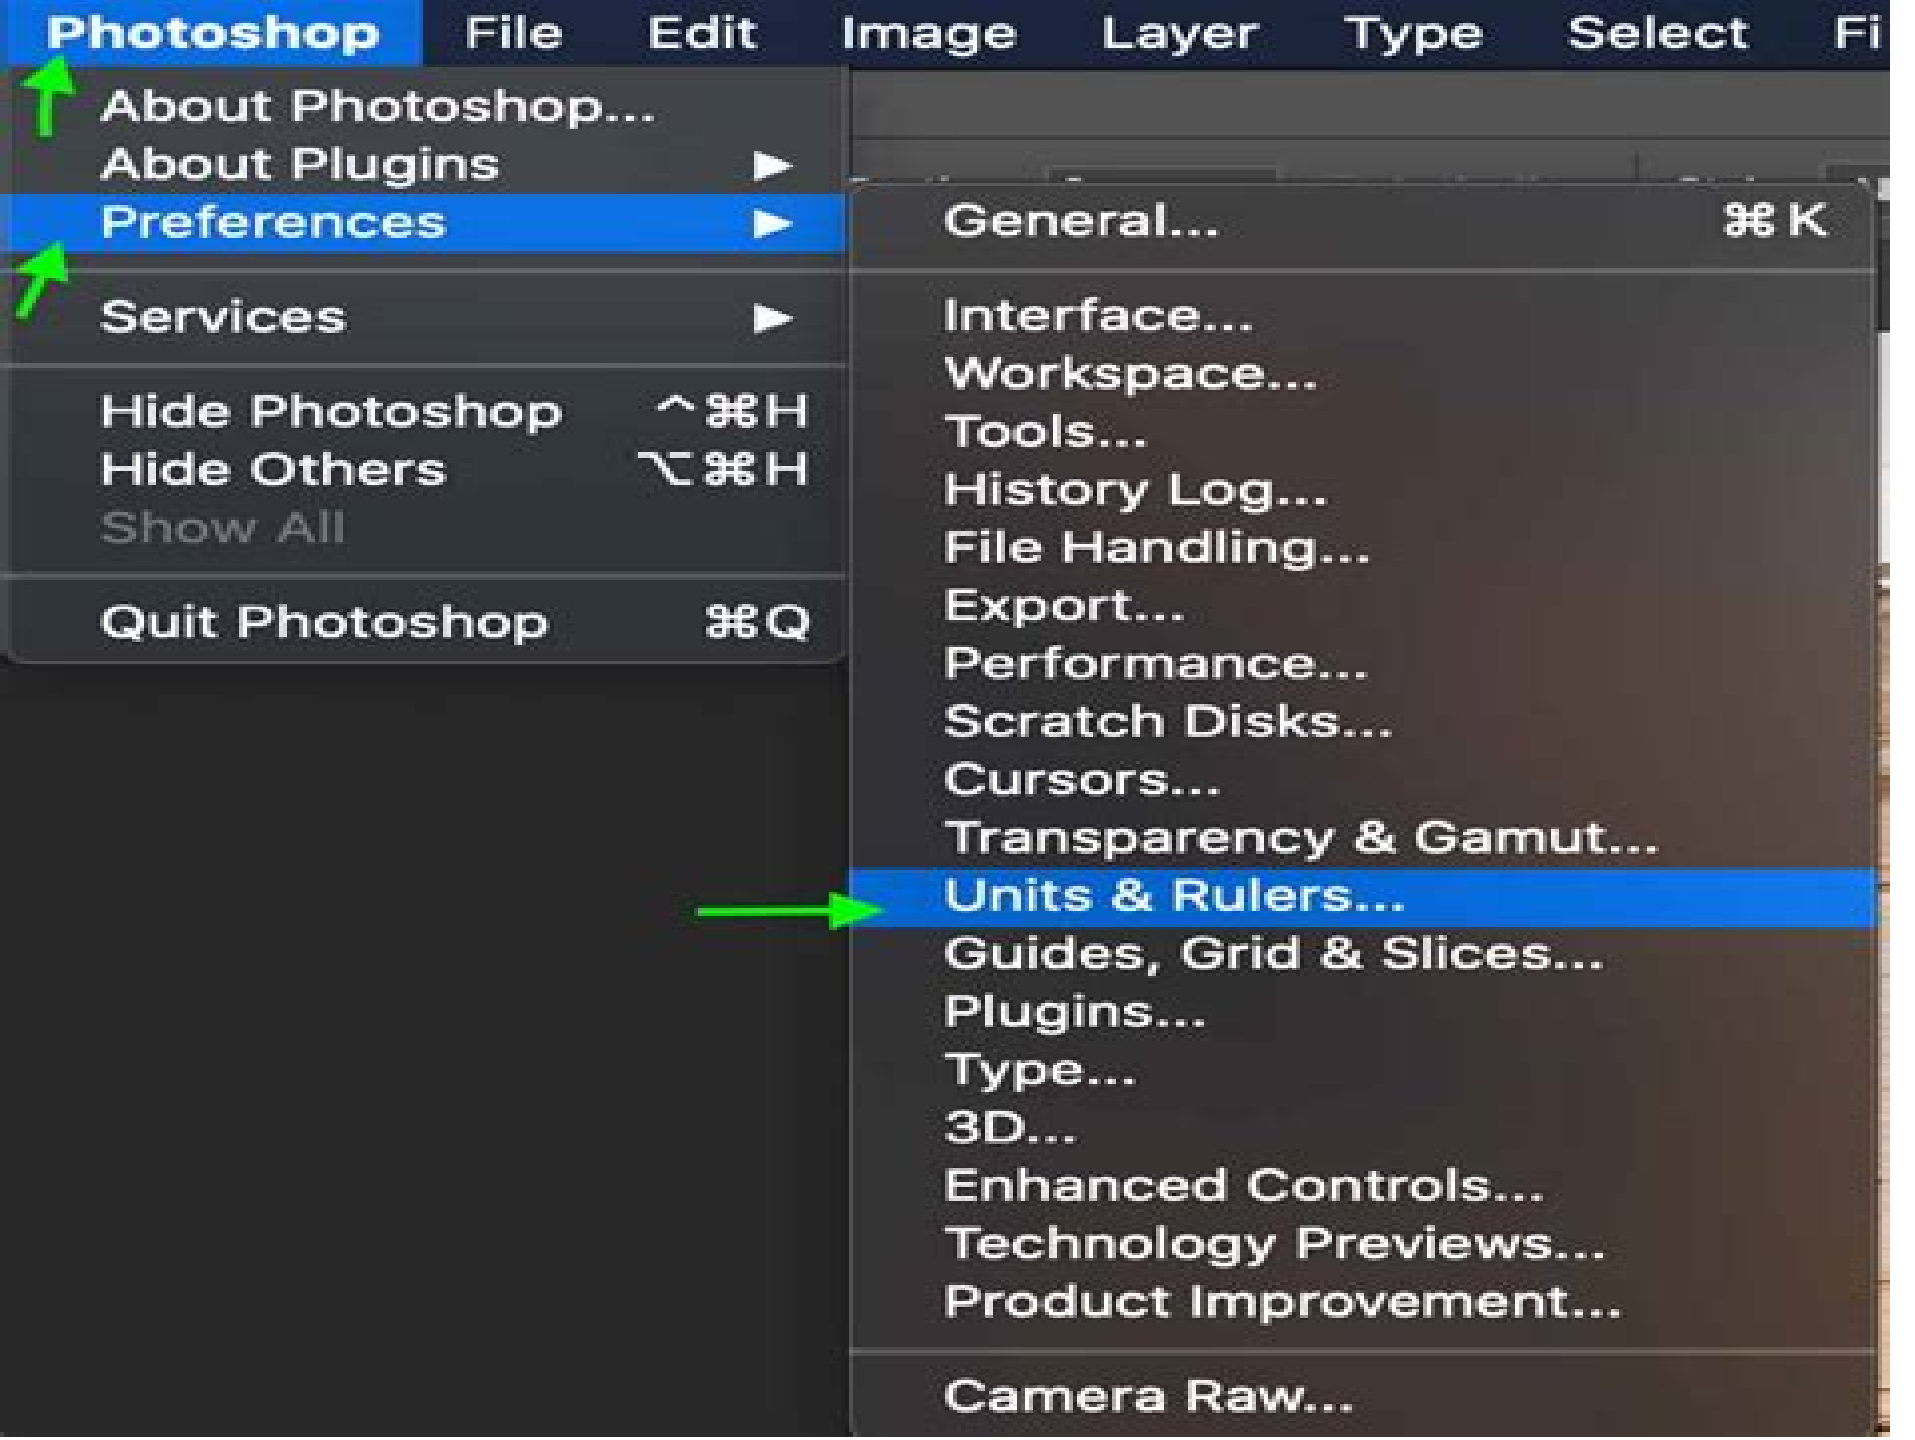 Photoshop File Edit Image Layer Type Select Fi
About Photoshop...
About Plugins ▶
Preferences ▶
Services ▶
Hide Photoshop ^⌘H
Hide Others ⌥⌘H
Show All
Quit Photoshop ⌘Q
General... ⌘K
Interface...
Workspace...
Tools...
History Log...
File Handling...
Export...
Performance...
Scratch Disks...
Cursors...
Transparency & Gamut...
Units & Rulers...
Guides, Grid & Slices...
Plugins...
Type...
3D...
Enhanced Controls...
Technology Previews...
Product Improvement...
Camera Raw...